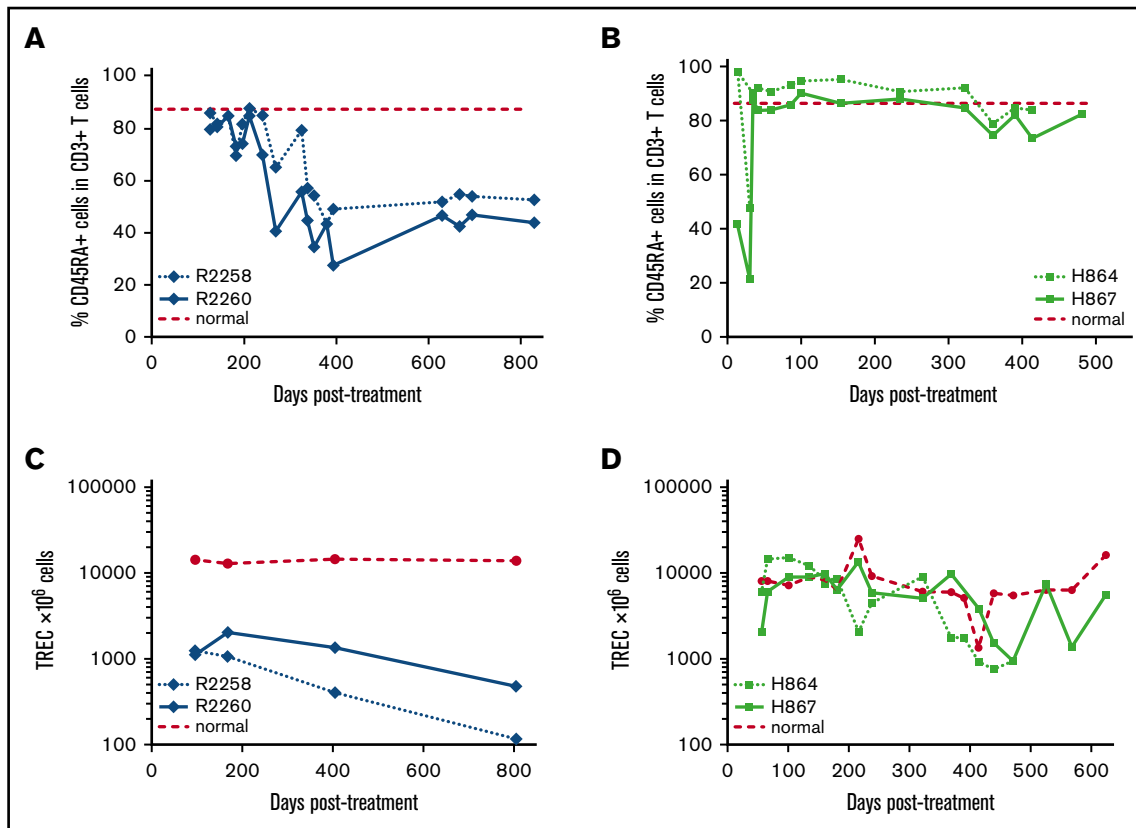 A
% CD45RA+ cells in CD3+ T cells
100
80
60
40
20
0
R2258
R2260
normal
0 200 400 600 800
Days post-treatment
B
% CD45RA+ cells in CD3+ T cells
100
80
60
40
20
0
H864
H867
normal
0 100 200 300 400 500
Days post-treatment
C
TREC ×10⁶ cells
100000
10000
1000
100
R2258
R2260
normal
0 200 400 600 800
Days post-treatment
D
TREC ×10⁶ cells
100000
10000
1000
100
H864
H867
normal
0 100 200 300 400 500 600
Days post-treatment